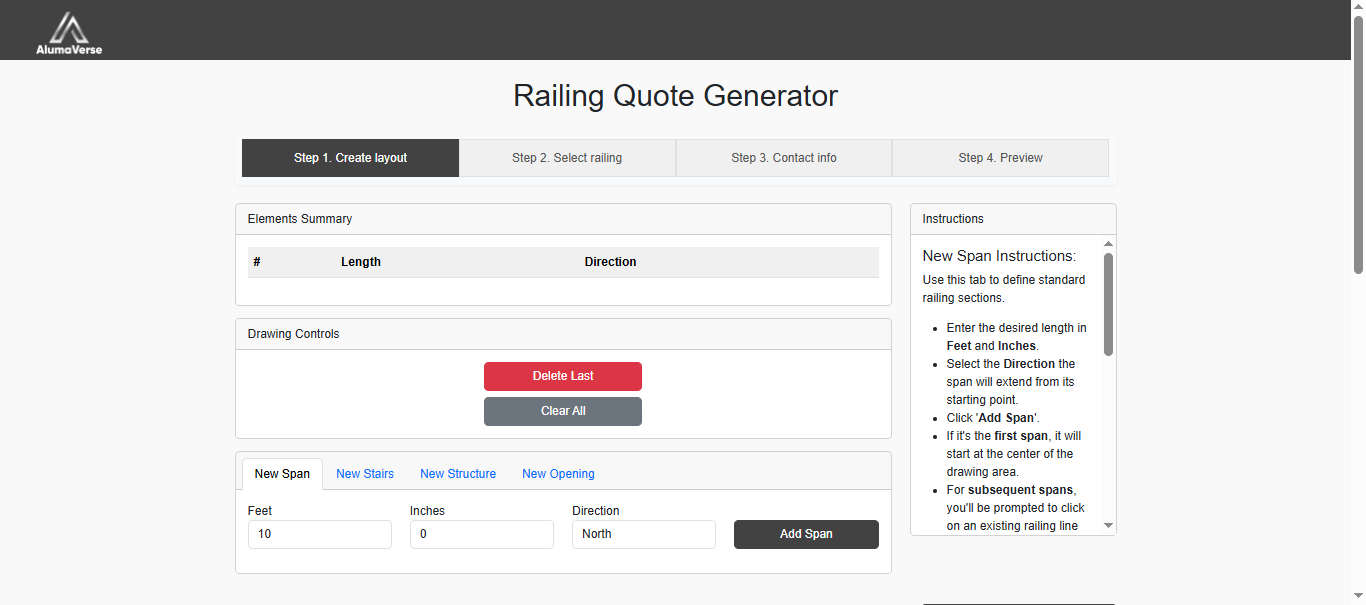 AlumaVerse
Railing Quote Generator
Step 1. Create layout
Step 2. Select railing
Step 3. Contact info
Step 4. Preview
Elements Summary
# Length Direction
Drawing Controls
Delete Last
Clear All
New Span New Stairs New Structure New Opening
Feet Inches Direction
10 0 North Add Span
Instructions
New Span Instructions:
Use this tab to define standard
railing sections.
• Enter the desired length in
Feet and Inches.
• Select the Direction the
span will extend from its
starting point.
• Click 'Add Span'.
• If it's the first span, it will
start at the center of the
drawing area.
• For subsequent spans,
you'll be prompted to click
on an existing railing line